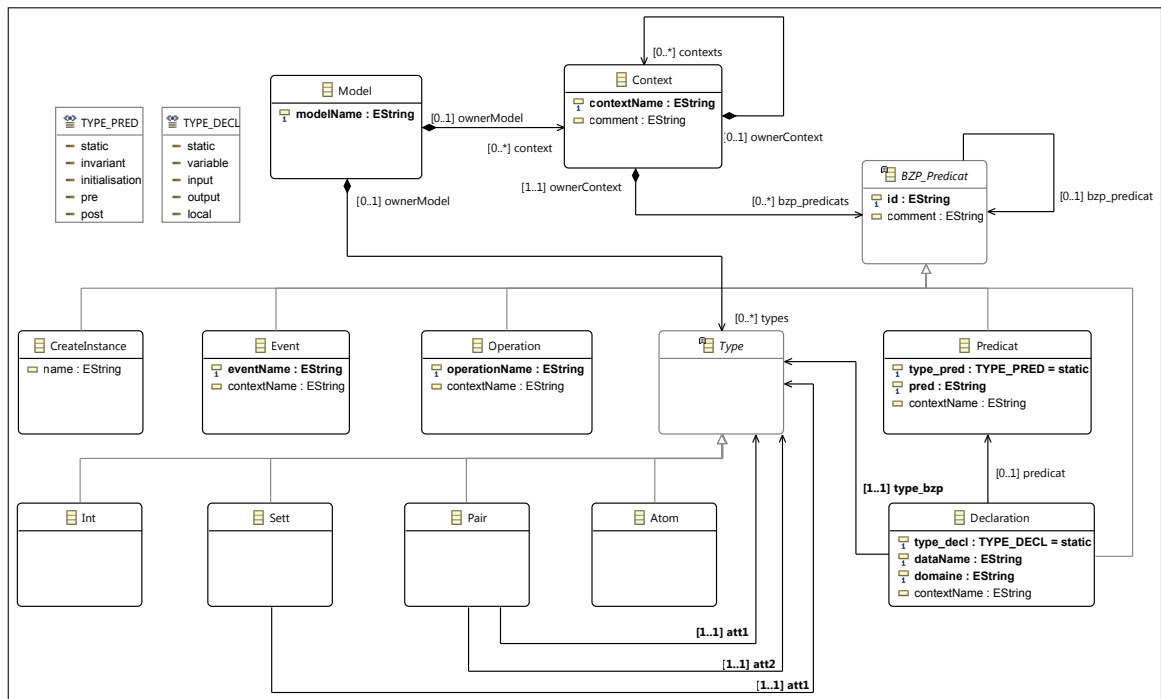 [0..*] contexts
Context
contextName : EString
comment : EString
[0..1] ownerContext
Model
modelName : EString
[0..1] ownerModel
[0..*] context
[0..1] ownerModel
[1..1] ownerContext
[0..*] bzp_predicats
TYPE_PRED
static
invariant
initialisation
pre
post
TYPE_DECL
static
variable
input
output
local
BZP_Predicat
id : EString
comment : EString
[0..1] bzp_predicat
[0..*] types
CreateInstance
name : EString
Event
eventName : EString
contextName : EString
Operation
operationName : EString
contextName : EString
Type
Predicat
type_pred : TYPE_PRED = static
pred : EString
contextName : EString
[0..1] predicat
[1..1] type_bzp
Int
Sett
Pair
Atom
Declaration
type_decl : TYPE_DECL = static
dataName : EString
domaine : EString
contextName : EString
[1..1] att1
[1..1] att2
[1..1] att1